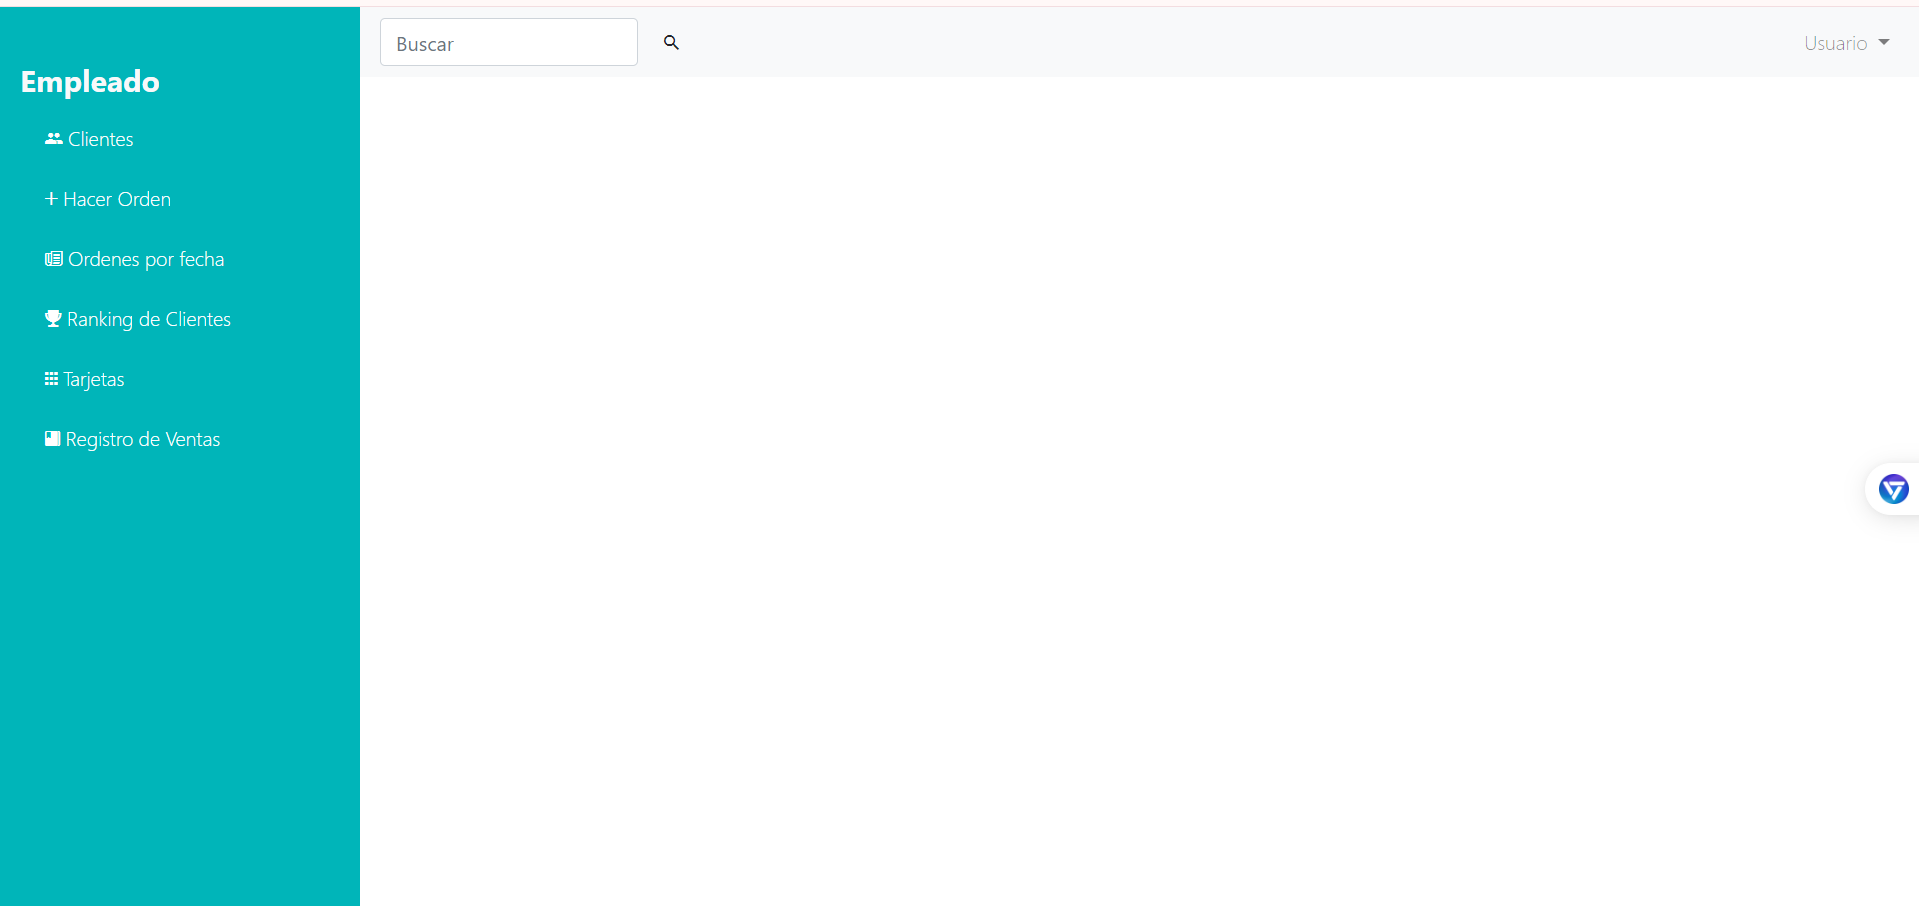 Empleado
Clientes
Hacer Orden
Ordenes por fecha
Ranking de Clientes
Tarjetas
Registro de Ventas
Buscar
Usuario